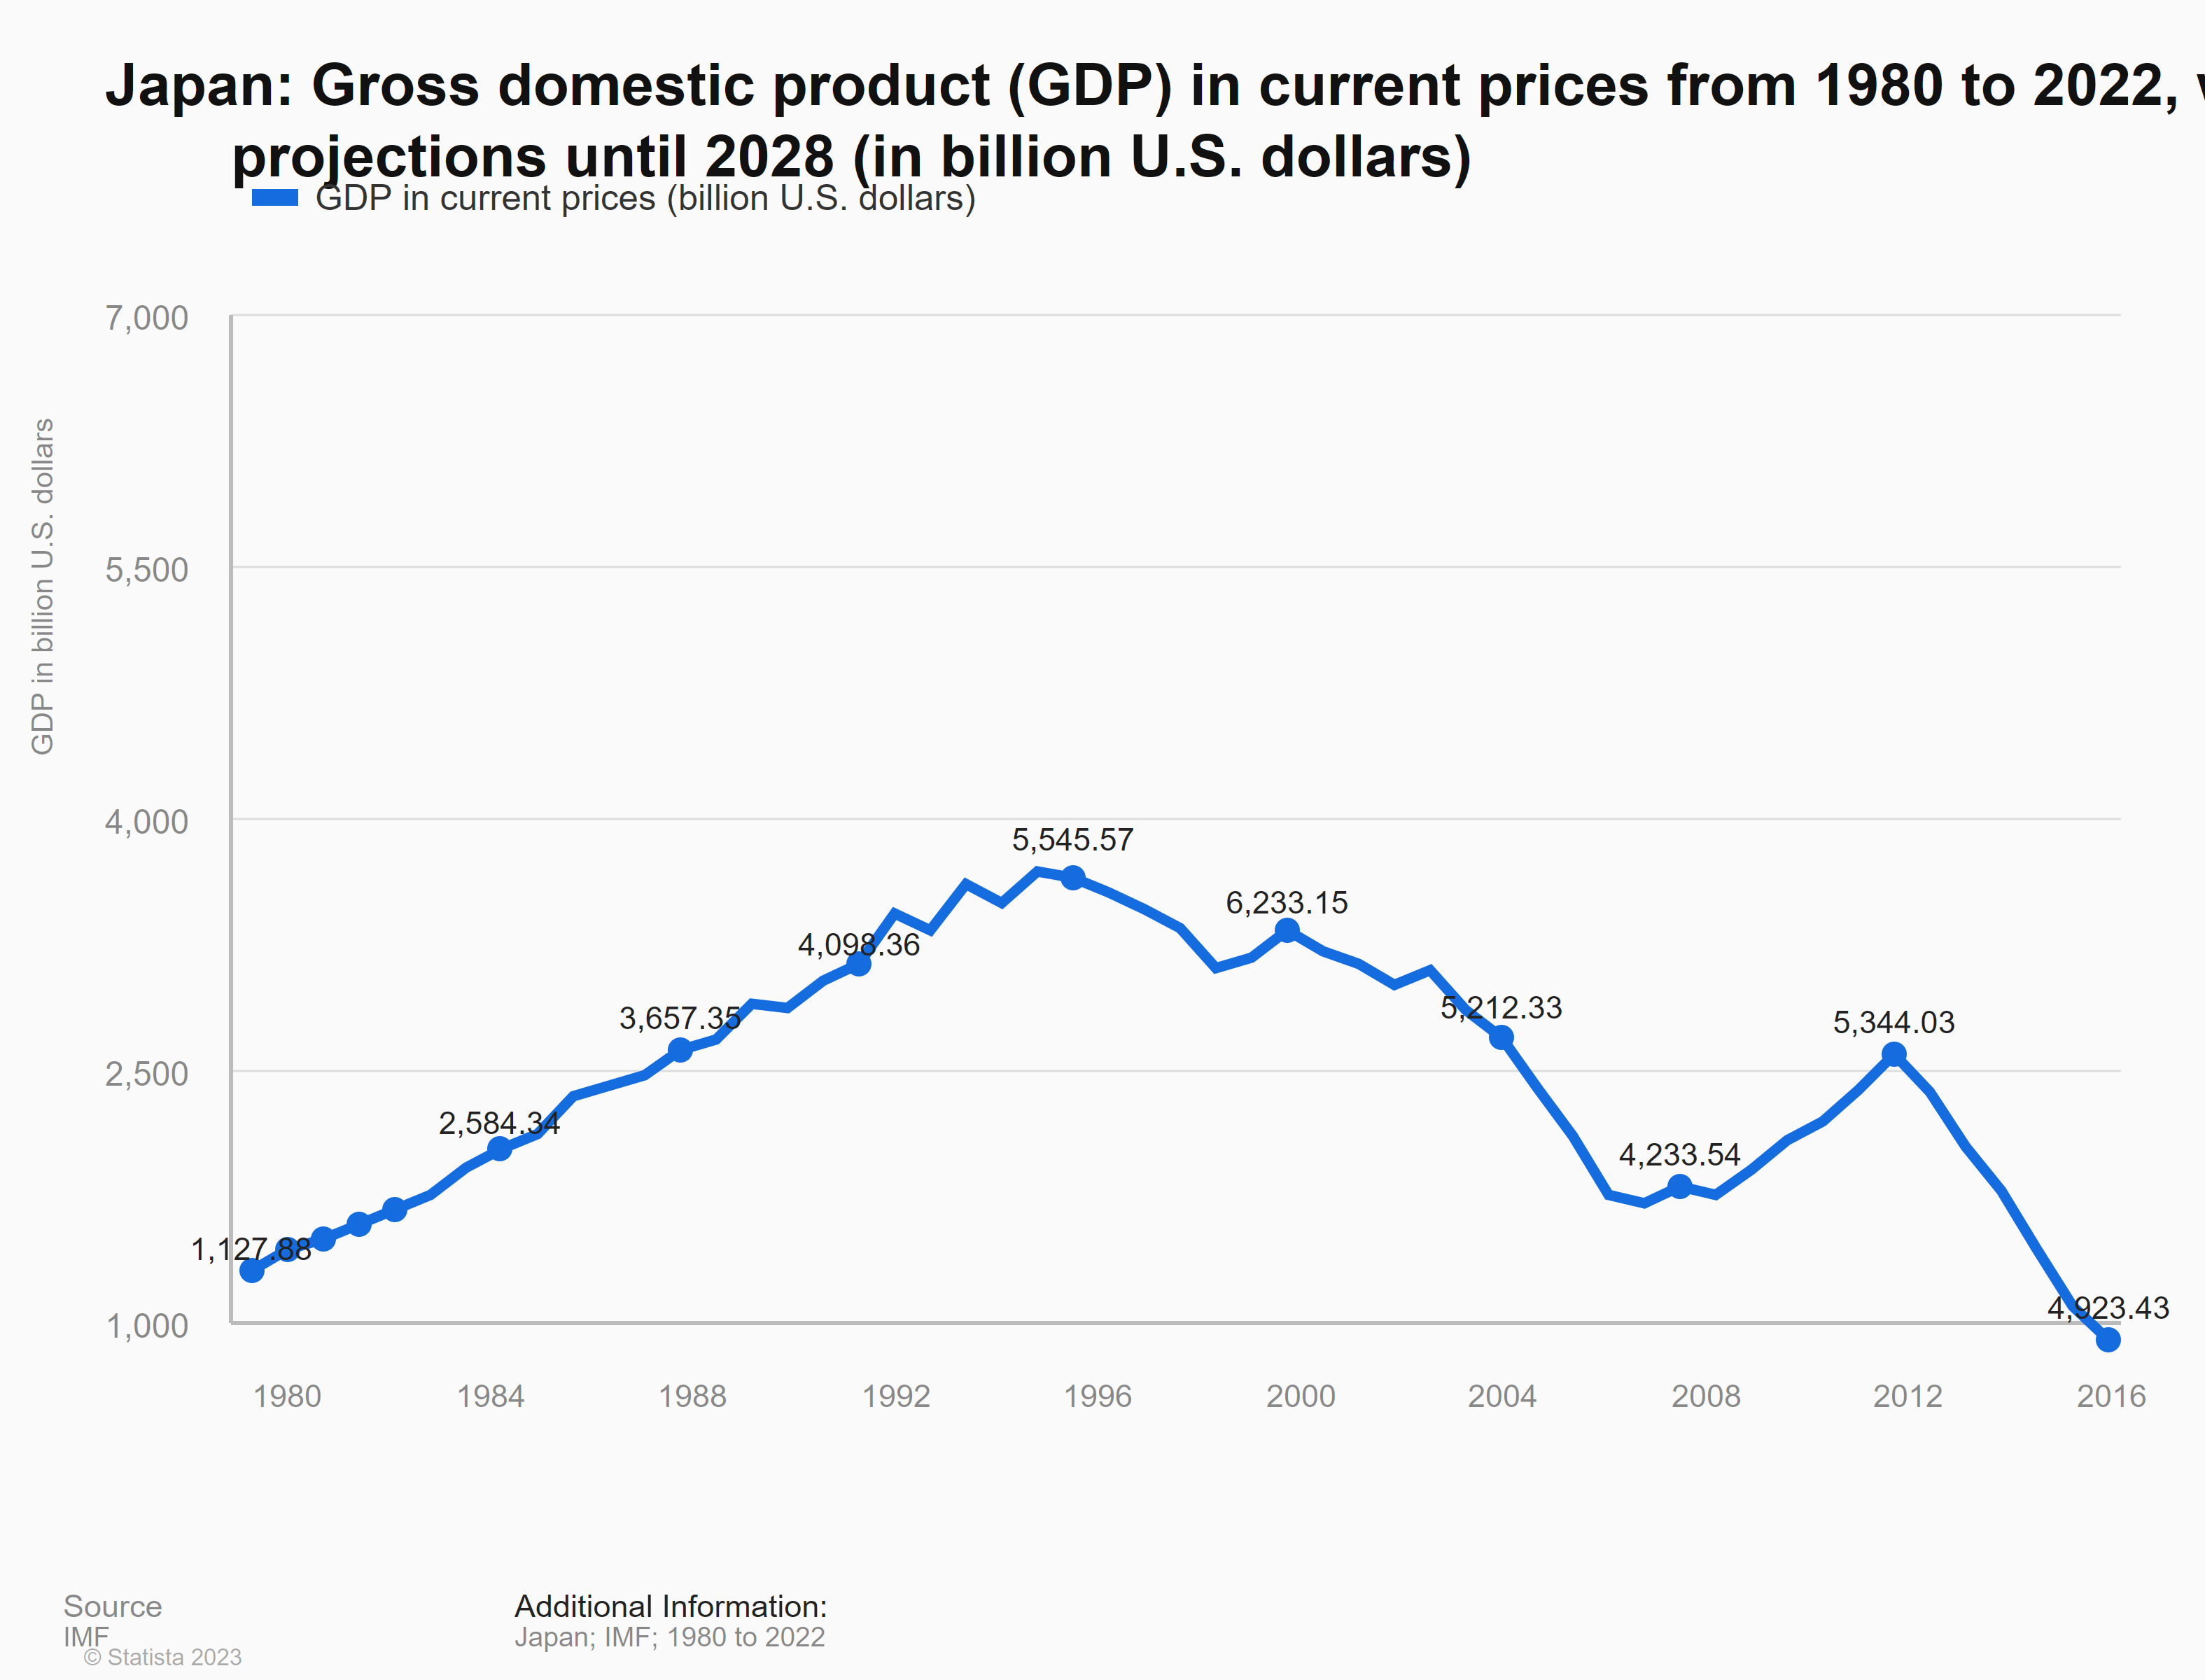 Japan: Gross domestic product (GDP) in current prices from 1980 to 2022,
projections until 2028 (in billion U.S. dollars)
GDP in current prices (billion U.S. dollars)
GDP in billion U.S. dollars
7,000
5,500
4,000
2,500
1,000
1,127.88
2,584.34
3,657.35
4,098.36
5,545.57
6,233.15
5,212.33
4,233.54
5,344.03
4,923.43
1980
1984
1988
1992
1996
2000
2004
2008
2012
2016
Source
IMF
© Statista 2023
Additional Information:
Japan; IMF; 1980 to 2022